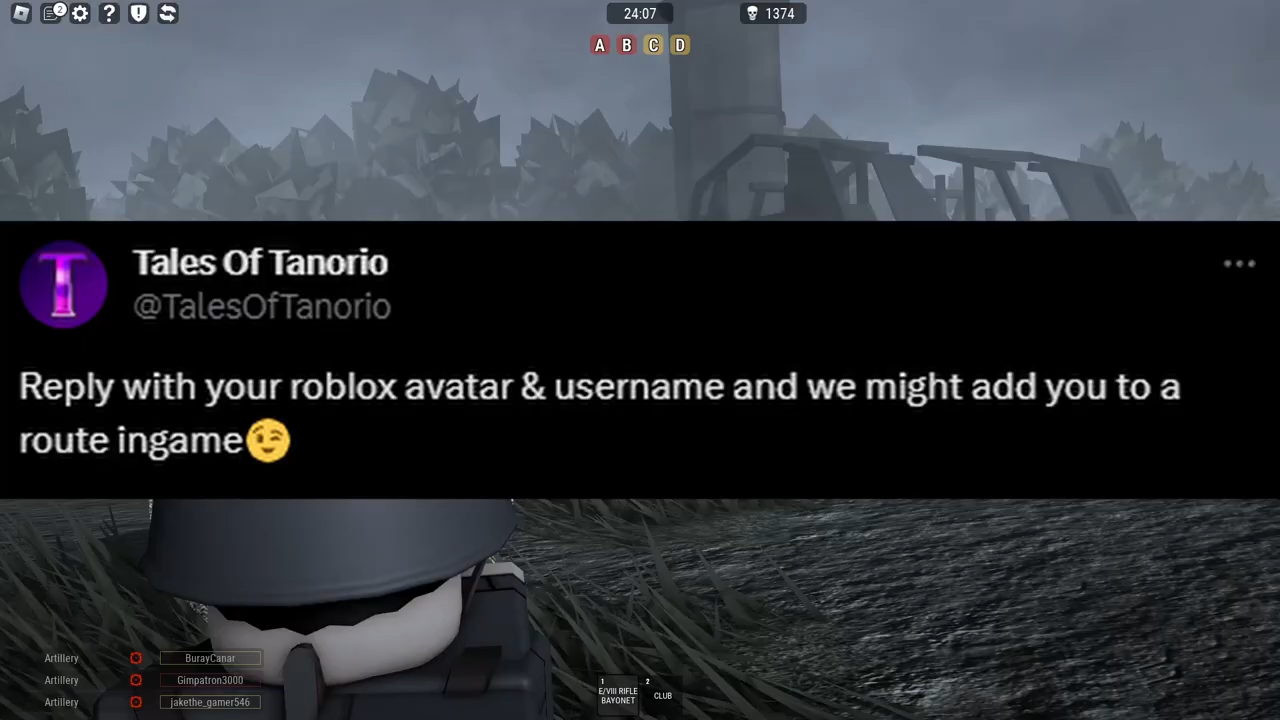 2
24:07
1374
A B C D
Tales Of Tanorio
@TalesOfTanorio
Reply with your roblox avatar & username and we might add you to a
route ingame😉
Artillery BurayCanar
Artillery Gimpatron3000
Artillery jakethe_gamer546
1
E/VIII RIFLE
BAYONET
2
CLUB